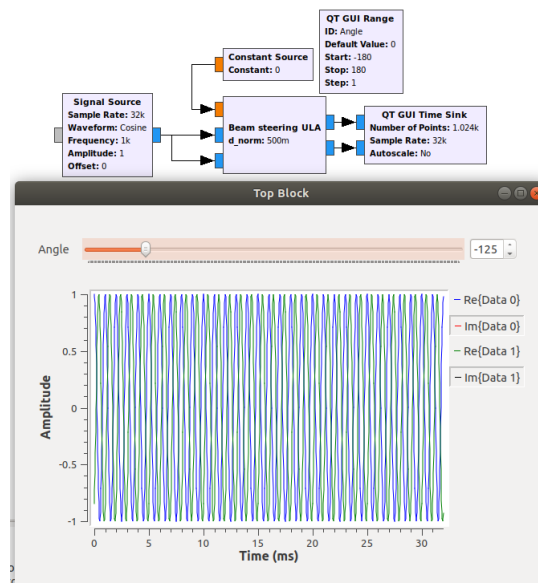 QT GUI Range
ID: Angle
Default Value: 0
Start: -180
Stop: 180
Step: 1
Constant Source
Constant: 0
Signal Source
Sample Rate: 32k
Waveform: Cosine
Frequency: 1k
Amplitude: 1
Offset: 0
Beam steering ULA
d_norm: 500m
QT GUI Time Sink
Number of Points: 1.024k
Sample Rate: 32k
Autoscale: No
Top Block
Angle
-125
1
0.5
0
-0.5
-1
Amplitude
0 5 10 15 20 25 30
Time (ms)
Re{Data 0}
Im{Data 0}
Re{Data 1}
Im{Data 1}